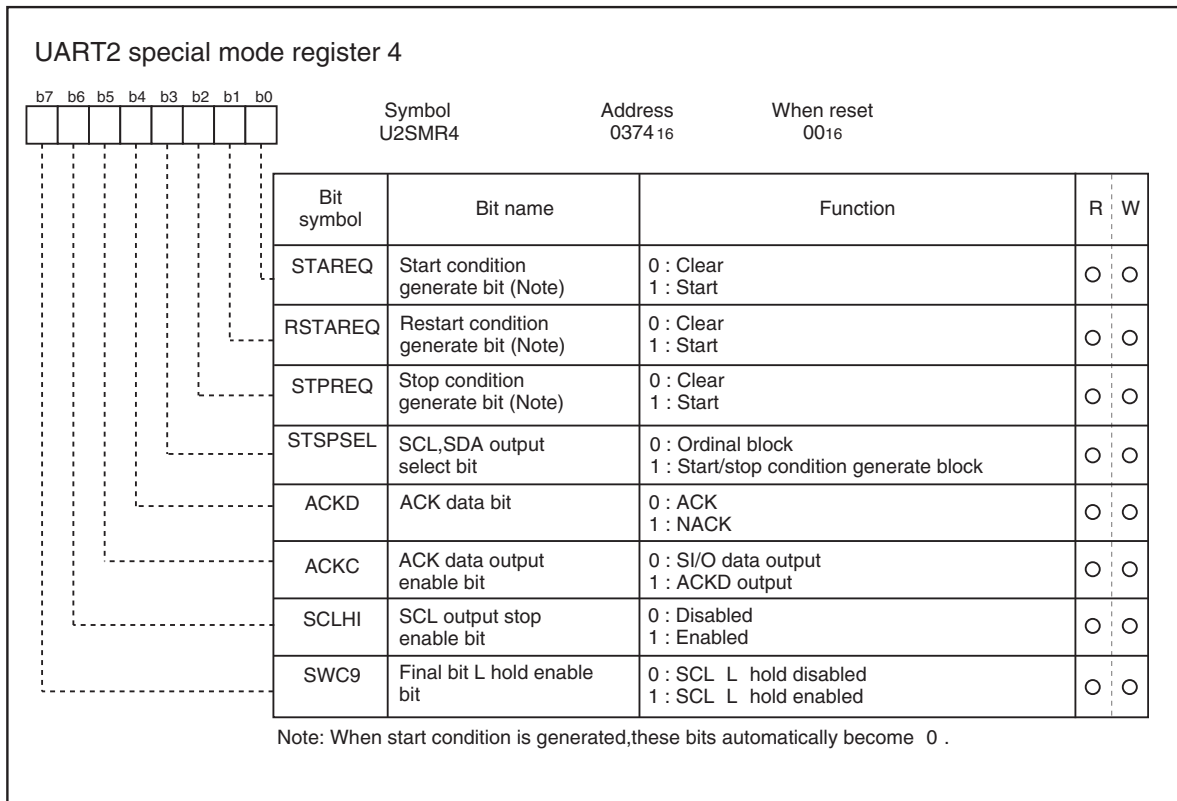 UART2 special mode register 4
b7 b6 b5 b4 b3 b2 b1 b0
Symbol Address When reset
U2SMR4 037416 0016
Bit symbol Bit name Function R W
STAREQ Start condition generate bit (Note) 0 : Clear
1 : Start
RSTAREQ Restart condition generate bit (Note) 0 : Clear
1 : Start
STPREQ Stop condition generate bit (Note) 0 : Clear
1 : Start
STSPSEL SCL,SDA output select bit 0 : Ordinal block
1 : Start/stop condition generate block
ACKD ACK data bit 0 : ACK
1 : NACK
ACKC ACK data output enable bit 0 : SI/O data output
1 : ACKD output
SCLHI SCL output stop enable bit 0 : Disabled
1 : Enabled
SWC9 Final bit L hold enable bit 0 : SCL L hold disabled
1 : SCL L hold enabled
Note: When start condition is generated,these bits automatically become 0 .